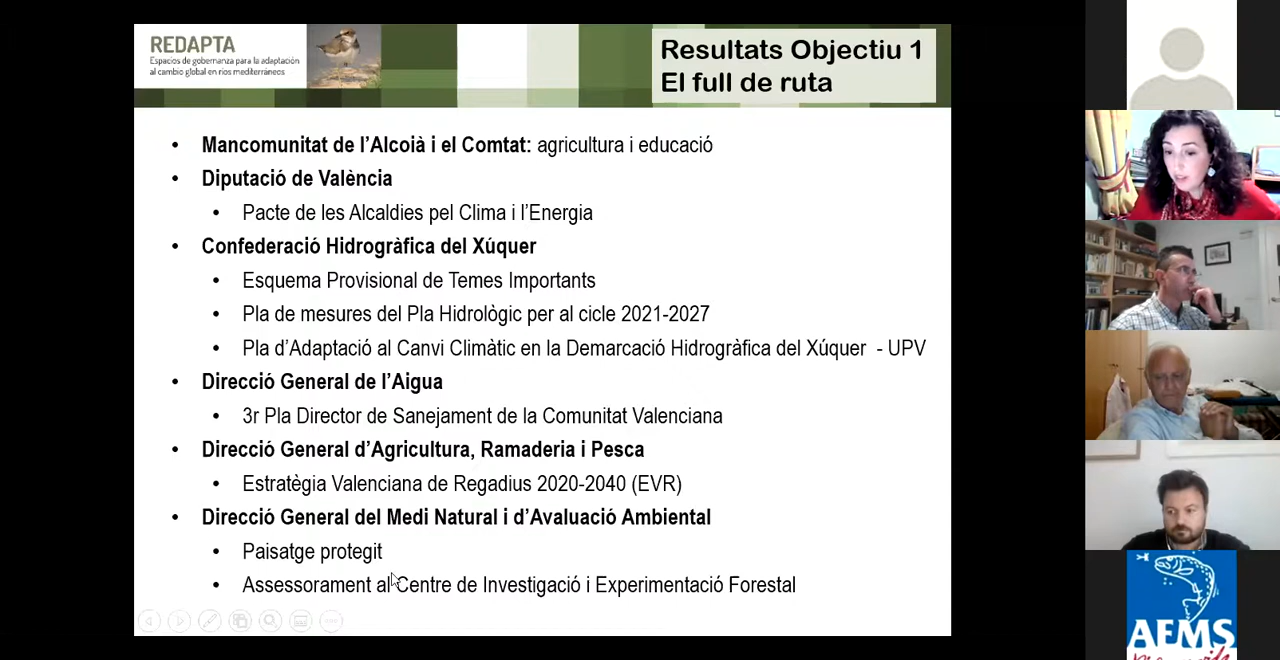 REDAPTA
Espacios de gobernanza para la adaptación
al cambio global en ríos mediterráneos
Resultats Objectiu 1
El full de ruta
• Mancomunitat de l'Alcoià i el Comtat: agricultura i educació
• Diputació de València
• Pacte de les Alcaldies pel Clima i l'Energia
• Confederació Hidrogràfica del Xúquer
• Esquema Provisional de Temes Importants
• Pla de mesures del Pla Hidrològic per al cicle 2021-2027
• Pla d'Adaptació al Canvi Climàtic en la Demarcació Hidrogràfica del Xúquer - UPV
• Direcció General de l'Aigua
• 3r Pla Director de Sanejament de la Comunitat Valenciana
• Direcció General d'Agricultura, Ramaderia i Pesca
• Estratègia Valenciana de Regadius 2020-2040 (EVR)
• Direcció General del Medi Natural i d'Avaluació Ambiental
• Paisatge protegit
• Assessorament al Centre de Investigació i Experimentació Forestal
AEMS